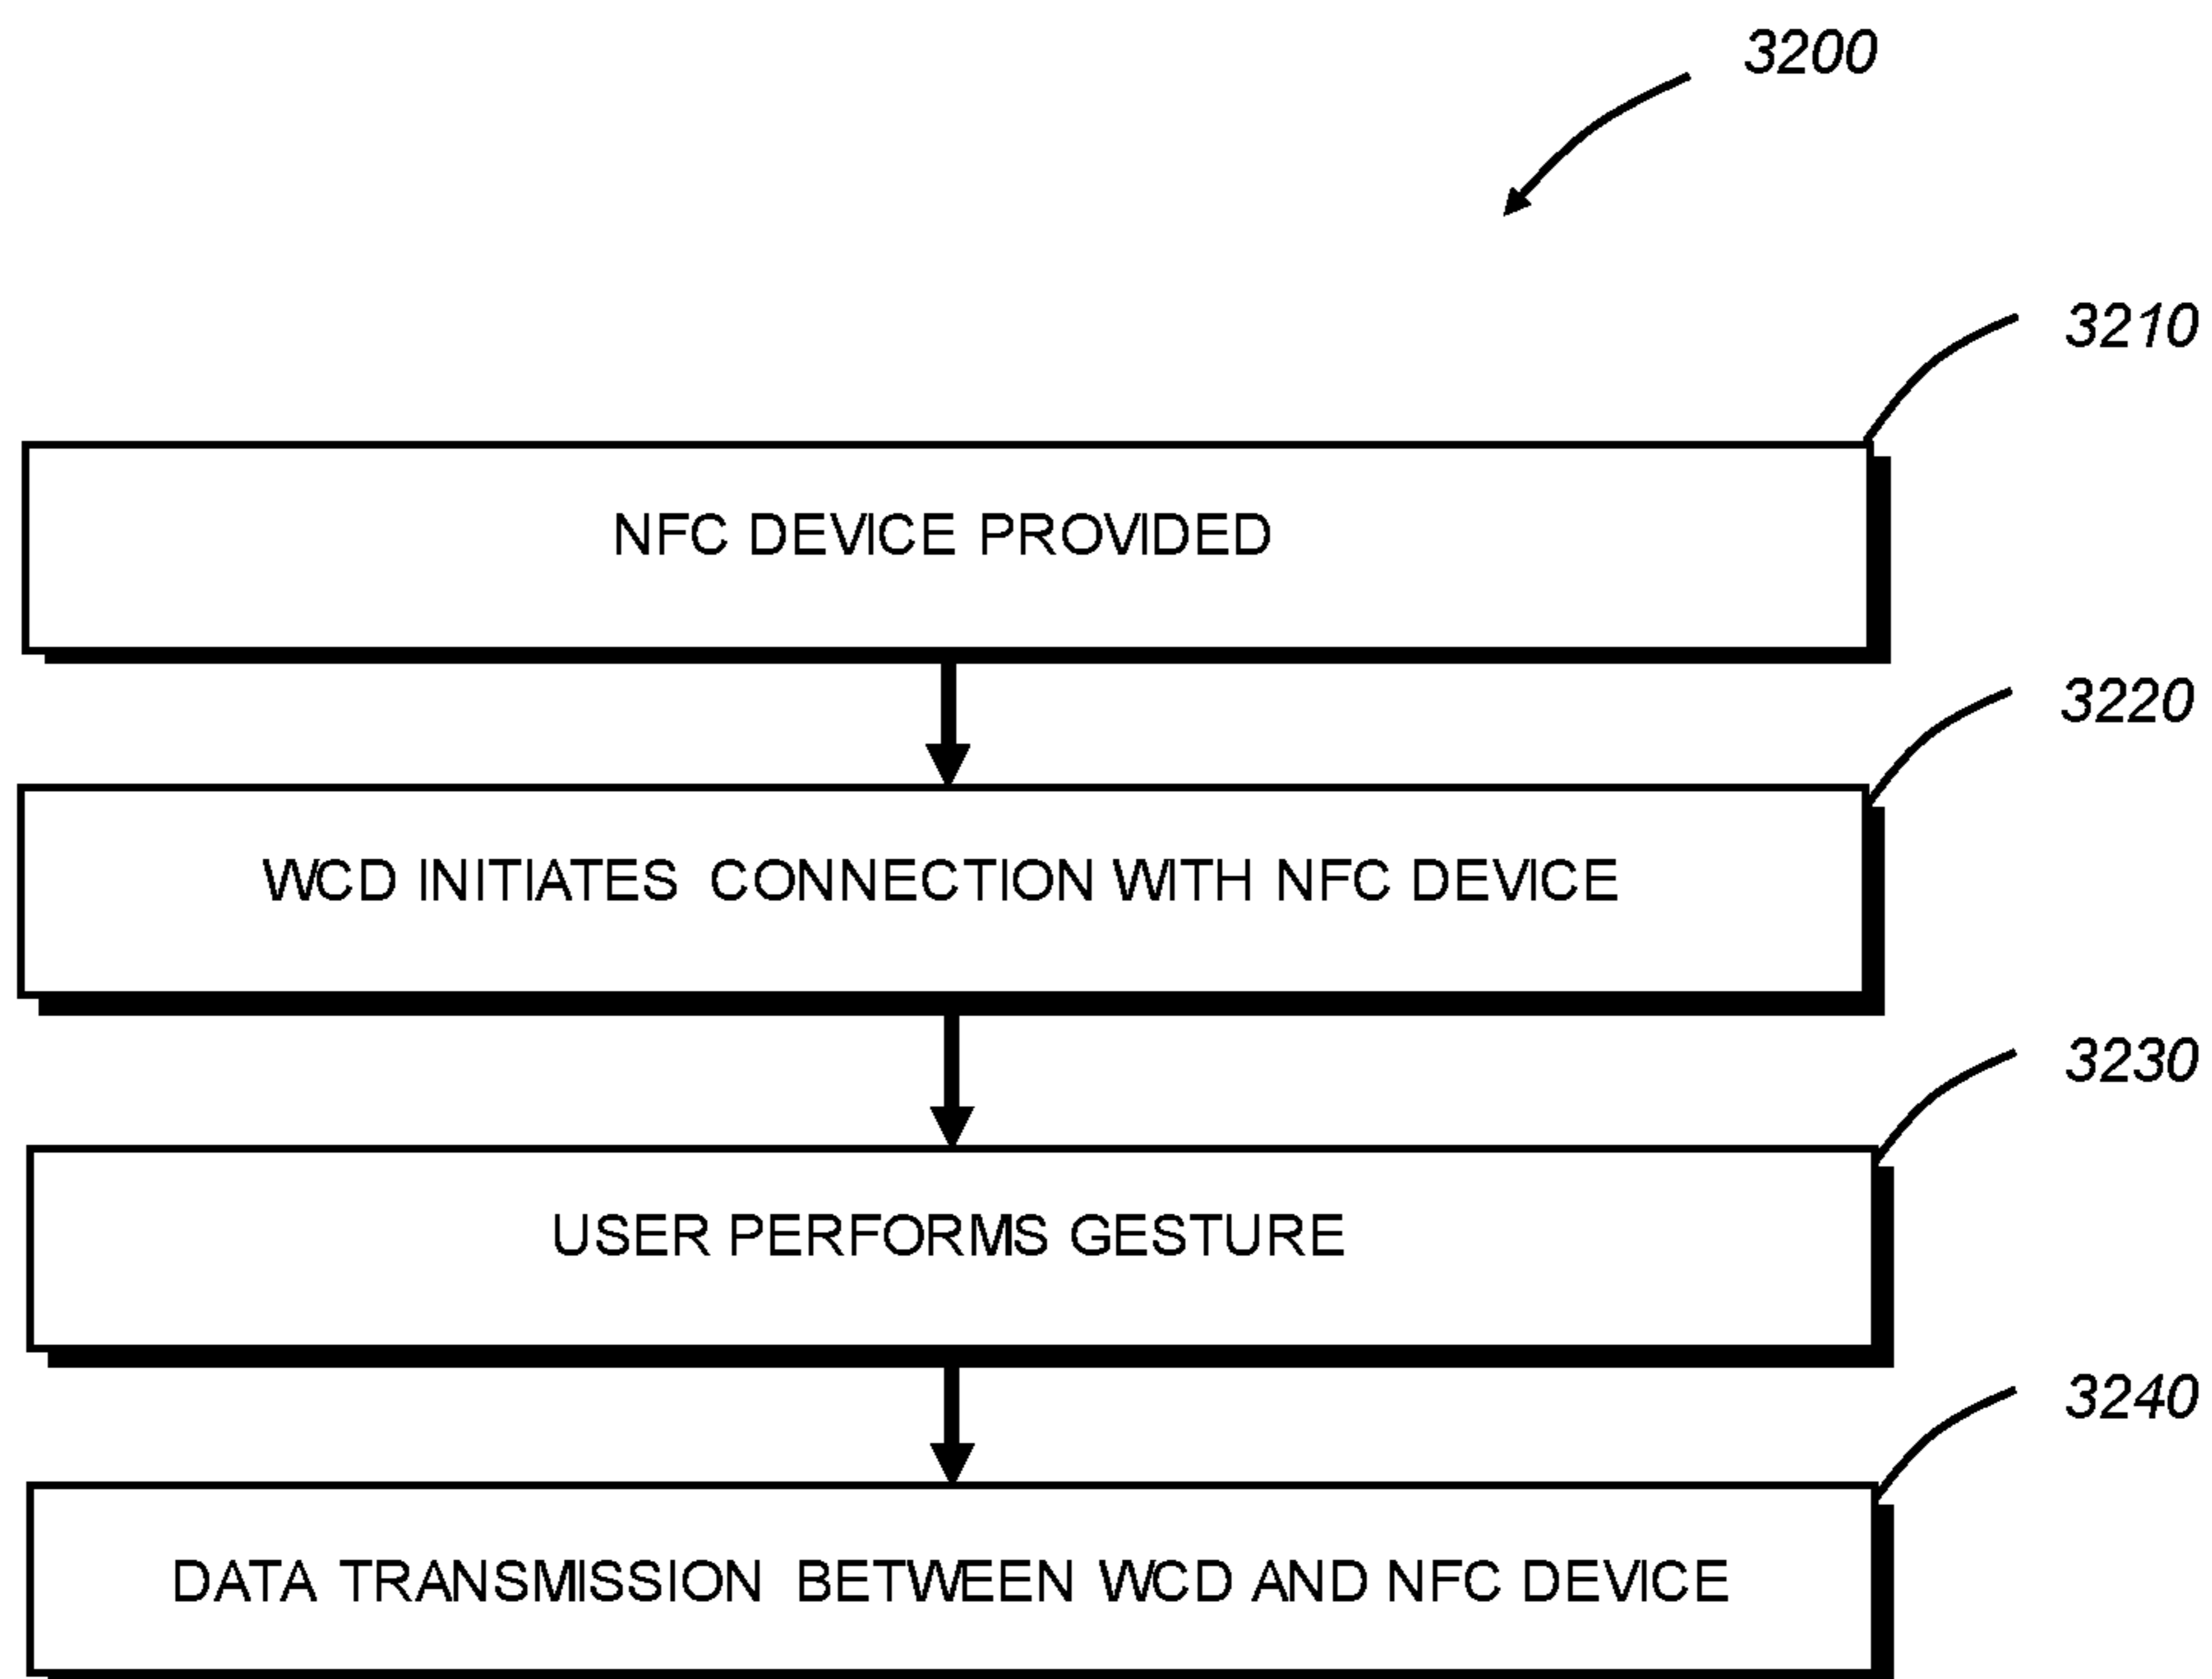 3200
3210
NFC DEVICE PROVIDED
3220
WCD INITIATES CONNECTION WITH NFC DEVICE
3230
USER PERFORMS GESTURE
3240
DATA TRANSMISSION BETWEEN WCD AND NFC DEVICE